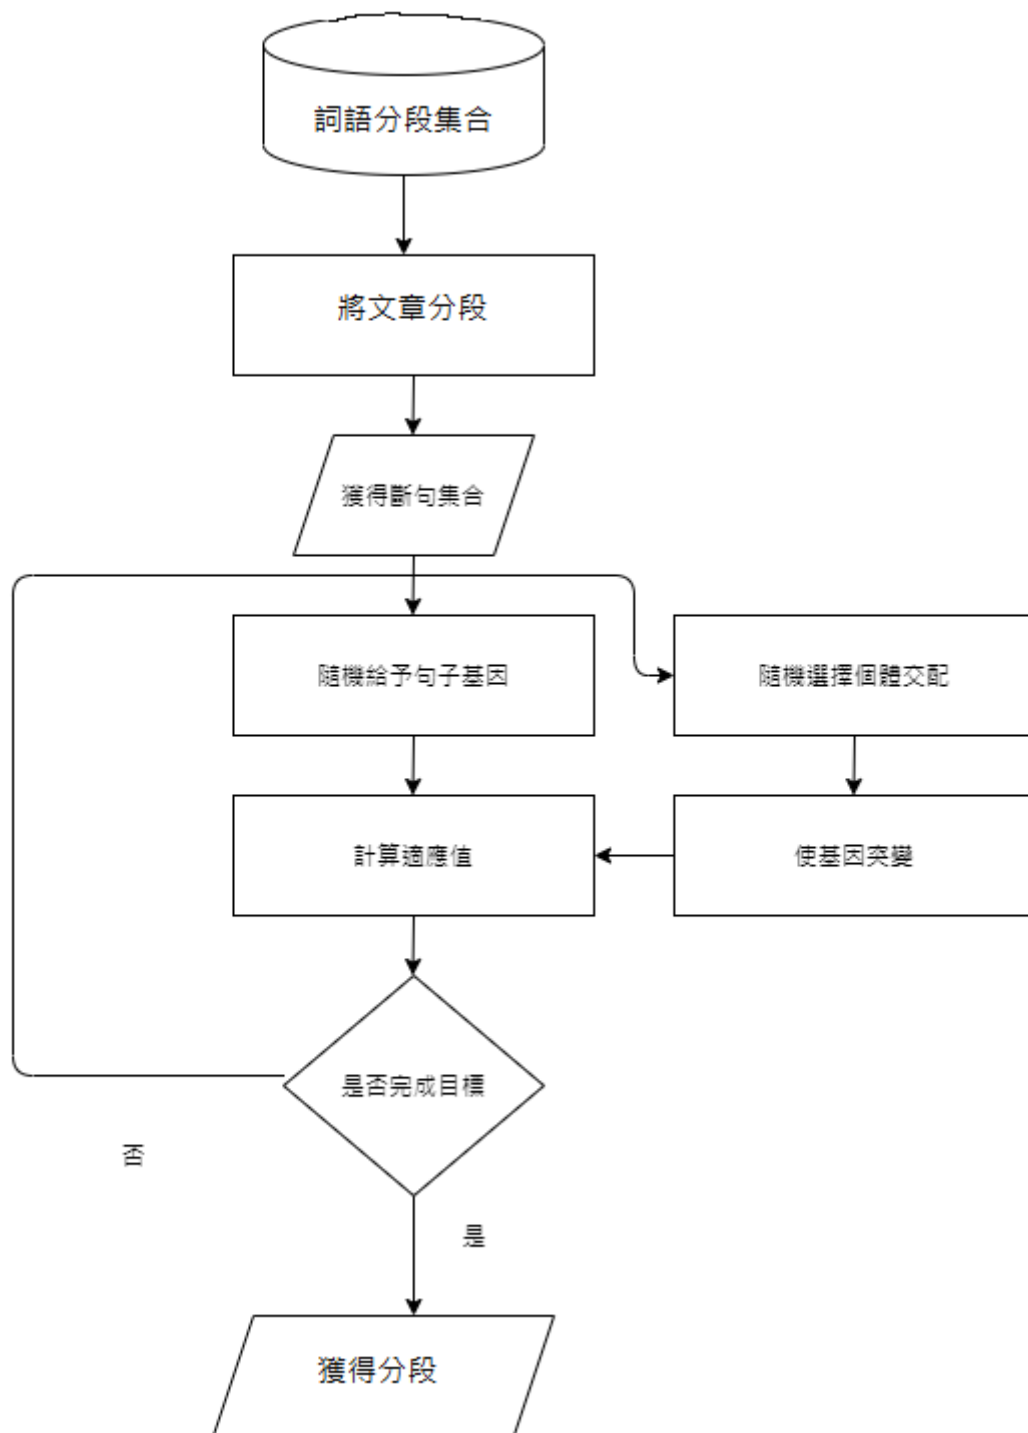 詞語分段集合
將文章分段
獲得斷句集合
隨機給予句子基因
隨機選擇個體交配
計算適應值
使基因突變
是否完成目標
否
是
獲得分段